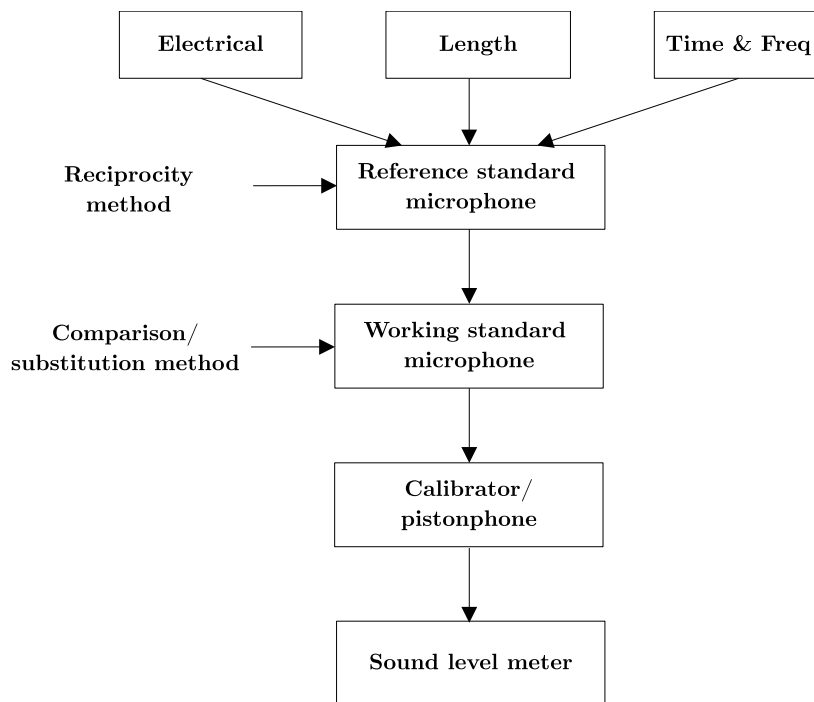 Electrical
Length
Time & Freq
Reciprocity
method
Reference standard
microphone
Comparison/
substitution method
Working standard
microphone
Calibrator/
pistonphone
Sound level meter